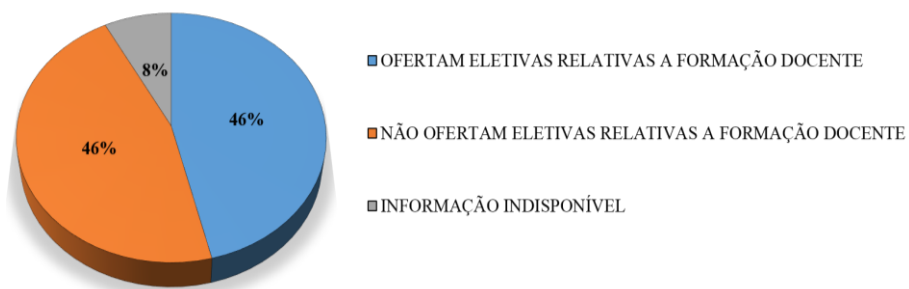 8%
46%
46%
OFERTAM ELETIVAS RELATIVAS A FORMAÇÃO DOCENTE
NÃO OFERTAM ELETIVAS RELATIVAS A FORMAÇÃO DOCENTE
INFORMAÇÃO INDISPONÍVEL